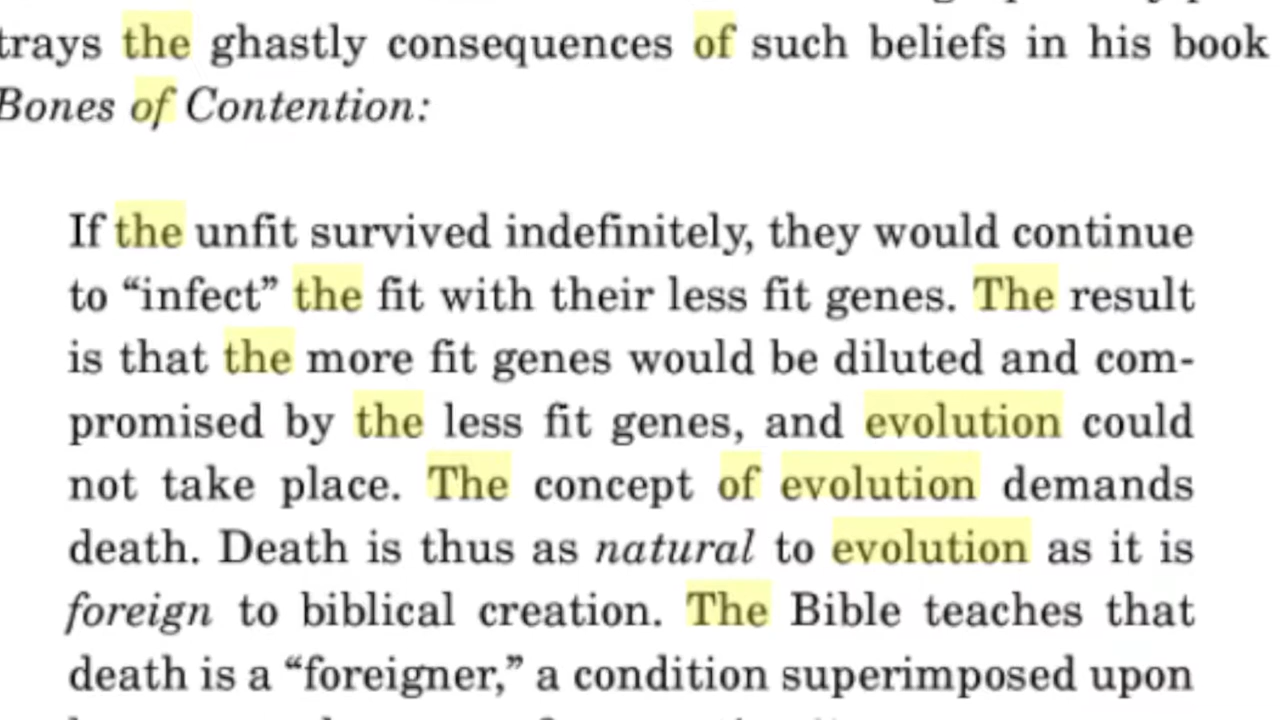 trays the ghastly consequences of such beliefs in his book
Bones of Contention:
If the unfit survived indefinitely, they would continue
to “infect” the fit with their less fit genes. The result
is that the more fit genes would be diluted and com-
promised by the less fit genes, and evolution could
not take place. The concept of evolution demands
death. Death is thus as natural to evolution as it is
foreign to biblical creation. The Bible teaches that
death is a “foreigner,” a condition superimposed upon